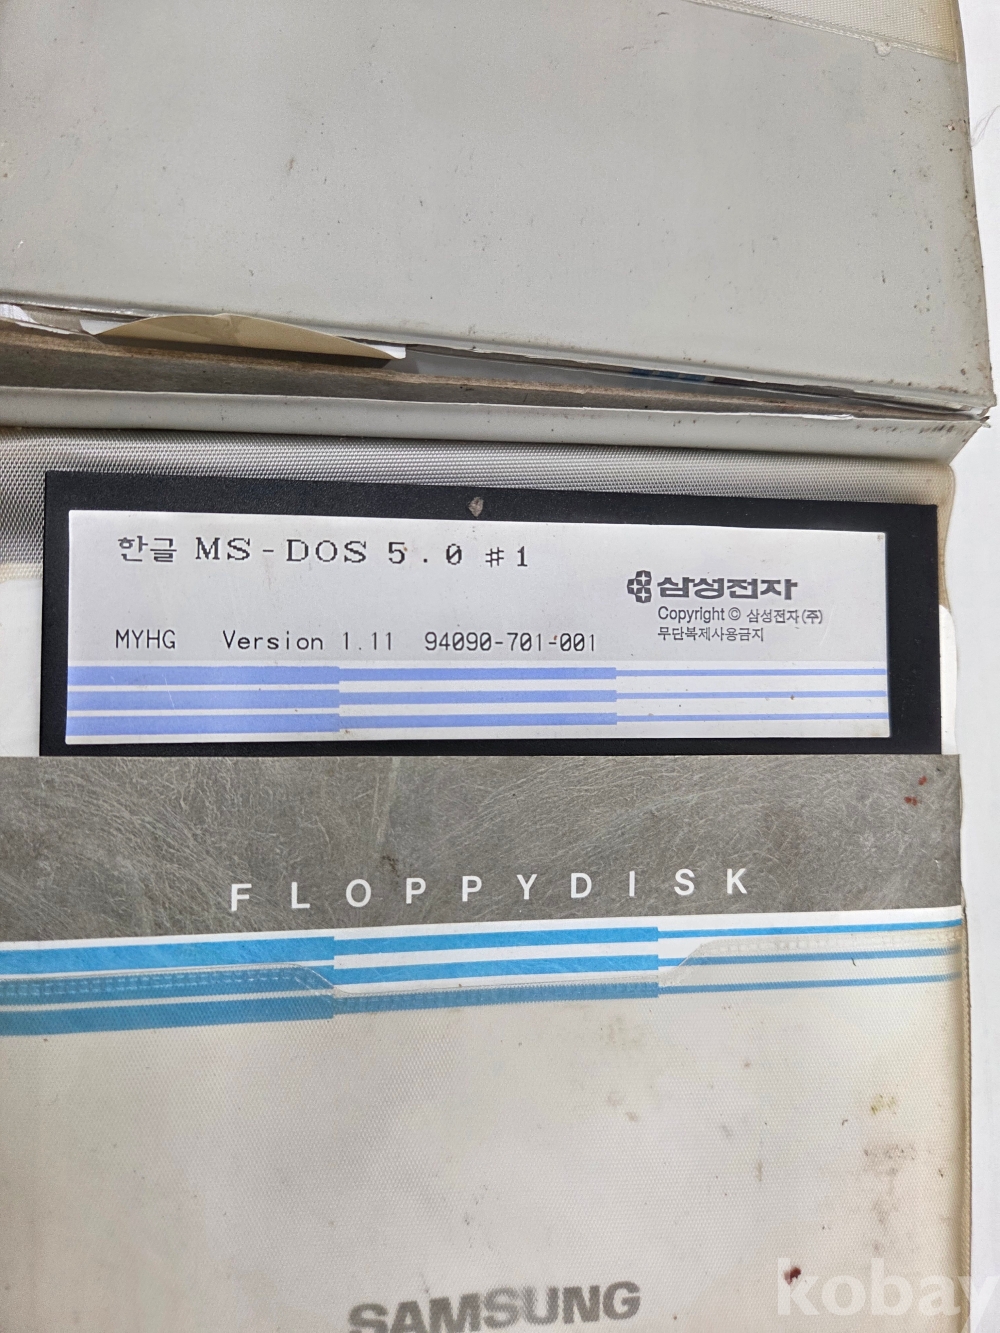 한글 MS-DOS 5.0 #1
삼성전자
Copyright © 삼성전자(주)
무단복제사용금지
MYHG Version 1.11 94090-701-001
FLOPPYDISK
SAMSUNG
kobay